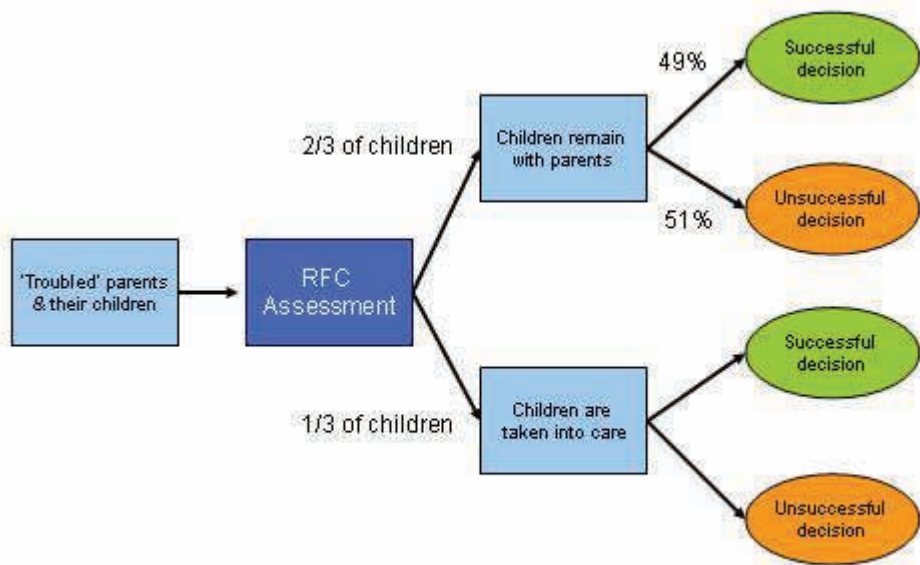 49%
Successful
decision
2/3 of children
Children remain
with parents
51%
Unsuccessful
decision
'Troubled' parents
& their children
RFC
Assessment
1/3 of children
Children are
taken into care
Successful
decision
Unsuccessful
decision